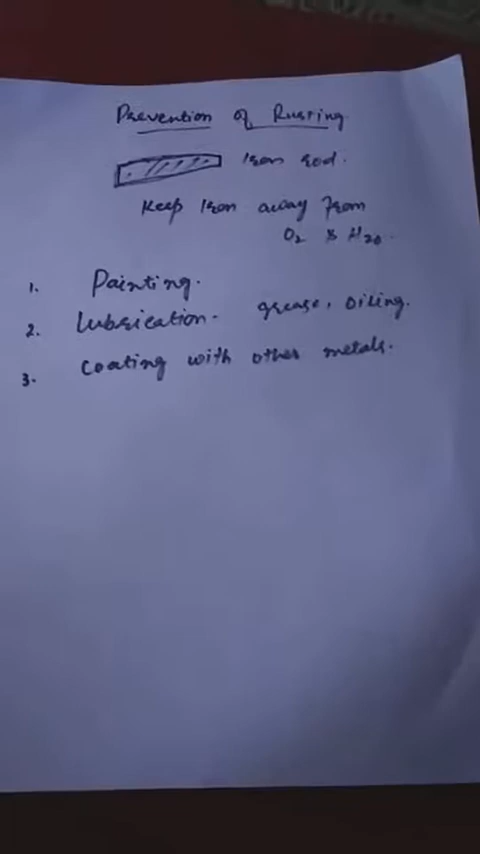 Prevention of Rusting
Iron rod.
Keep Iron away from
O₂ & H₂O.
1. Painting.
2. Lubrication. grease, oiling.
3. Coating with other metals.